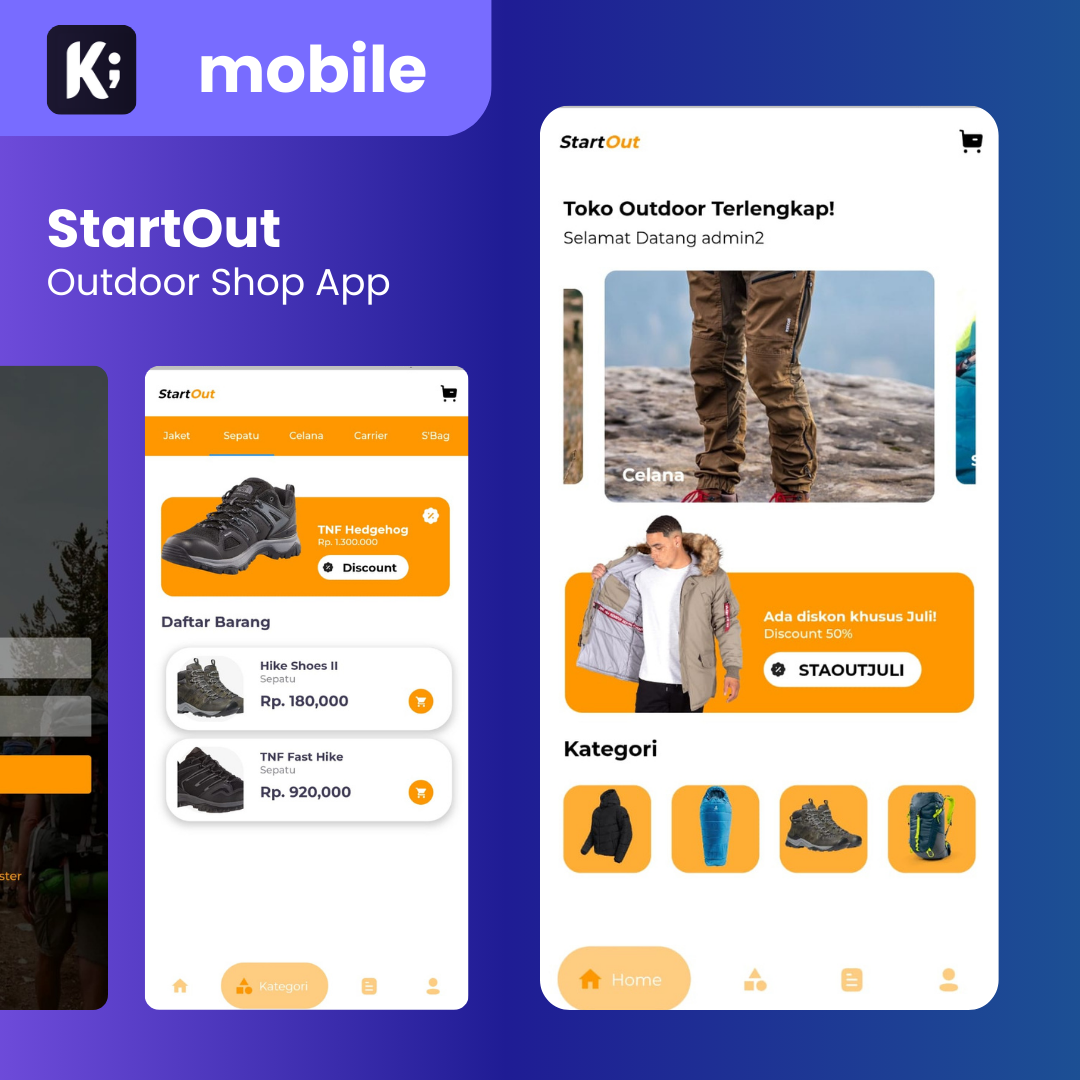 K;
mobile
StartOut
Outdoor Shop App
ster
StartOut
Jaket
Sepatu
Celana
Carrier
S'Bag
TNF Hedgehog
Rp. 1.300.000
Discount
Daftar Barang
Hike Shoes II
Sepatu
Rp. 180,000
TNF Fast Hike
Sepatu
Rp. 920,000
Kategori
StartOut
Toko Outdoor Terlengkap!
Selamat Datang admin2
Celana
S
Ada diskon khusus Juli!
Discount 50%
STAOUTJULI
Kategori
Home